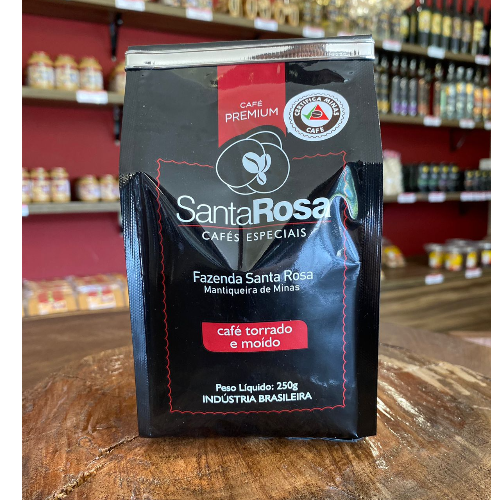 CAFÉ
PREMIUM
CERTIFICA MINAS
CAFÉ
SantaRosa
CAFÉS ESPECIAIS
Fazenda Santa Rosa
Mantiqueira de Minas
café torrado
e moído
Peso Líquido: 250g
INDÚSTRIA BRASILEIRA